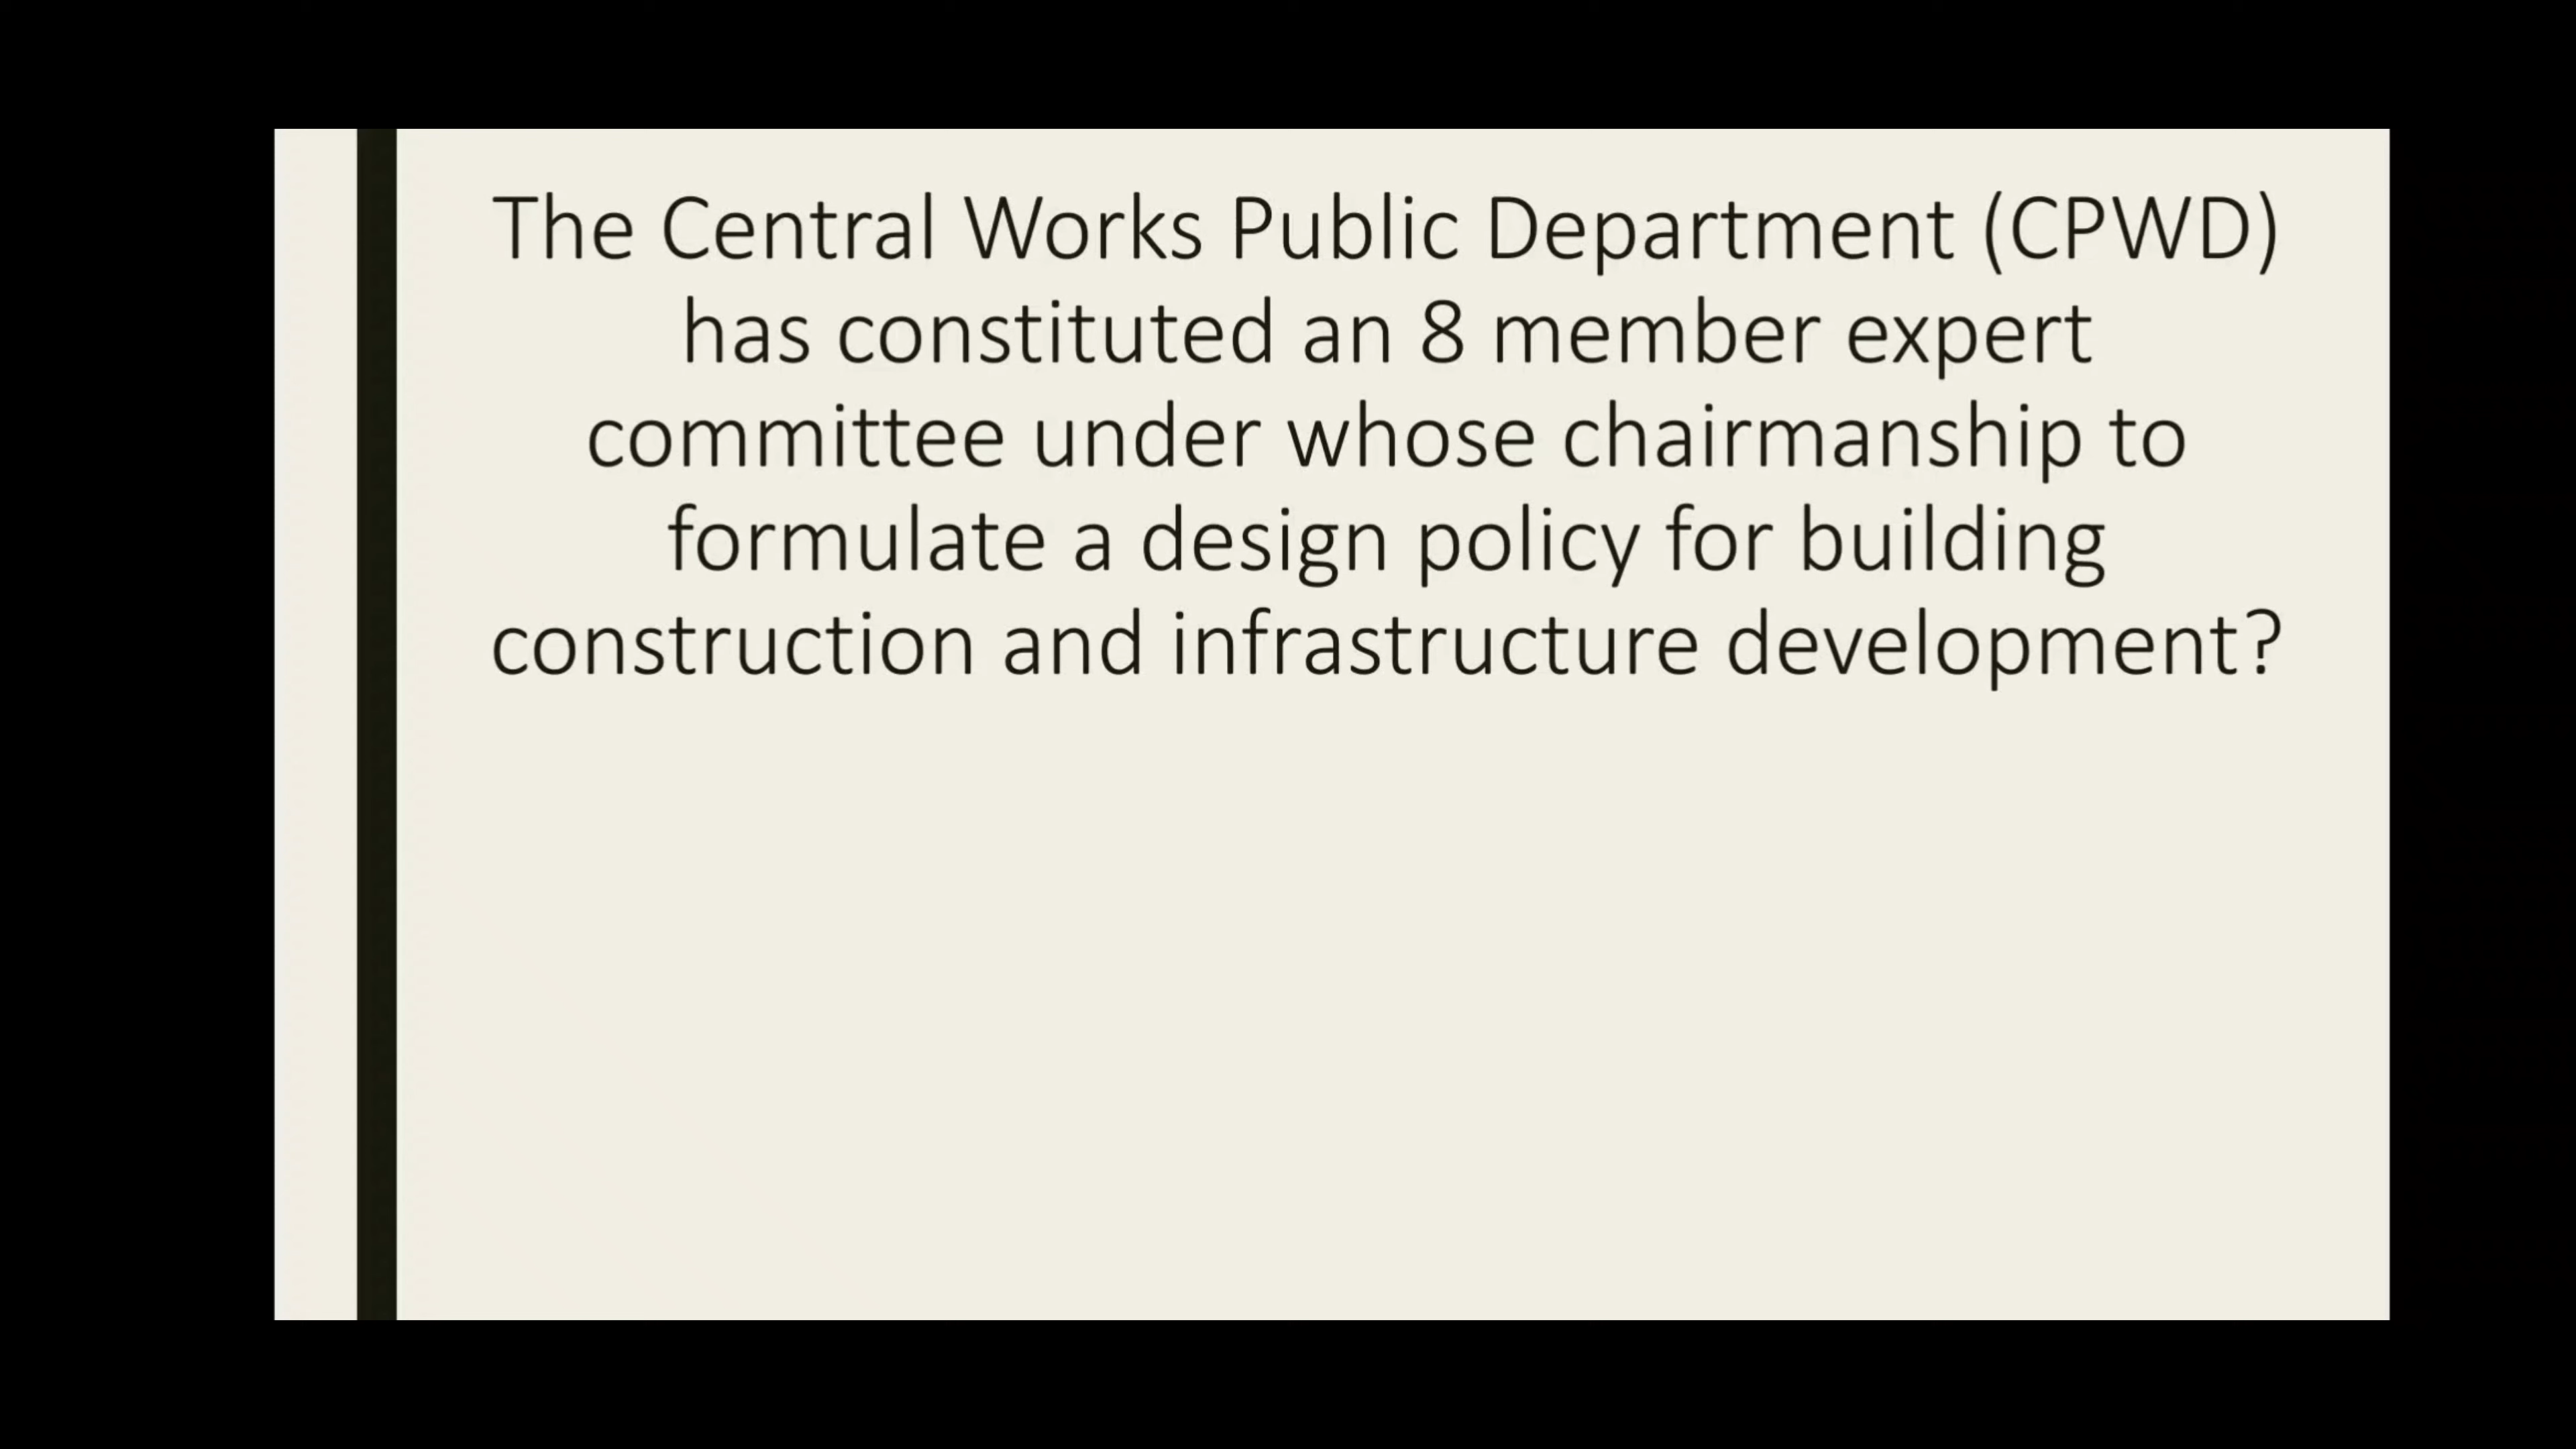 The Central Works Public Department (CPWD)
has constituted an 8 member expert
committee under whose chairmanship to
formulate a design policy for building
construction and infrastructure development?